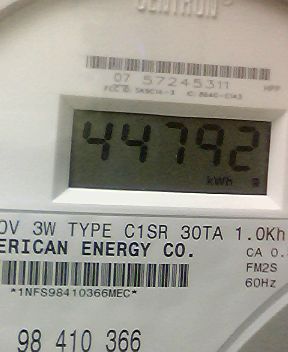 CENTRON®
07 57245311
44792
kWh
0V 3W TYPE C1SR 30TA 1.0Kh
ERICAN ENERGY CO.
CA 0.
FM2S
60Hz
*1NFS98410366MEC*
98 410 366